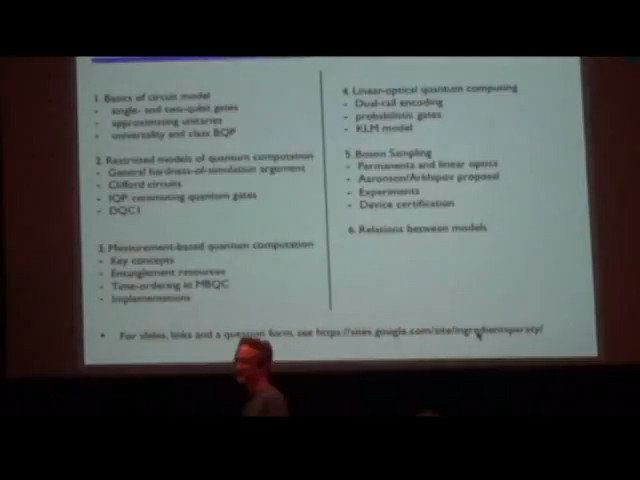 1. Basics of circuit model
- single- and two-qubit gates
- approximating unitaries
- universality and class BQP
2. Restricted models of quantum computation
- General hardness-of-simulation argument
- Clifford circuits
- IQP: commuting quantum gates
- DQC1
3. Measurement-based quantum computation
- Key concepts
- Entanglement resources
- Time-ordering in MBQC
- Implementations
4. Linear-optical quantum computing
- Dual-rail encoding
- probabilistic gates
- KLM model
5. Boson Sampling
- Permanents and linear optics
- Aaronson/Arkhipov proposal
- Experiments
- Device certification
6. Relations between models
• For slides, links and a question form, see https://sites.google.com/site/ingredientsparaty/